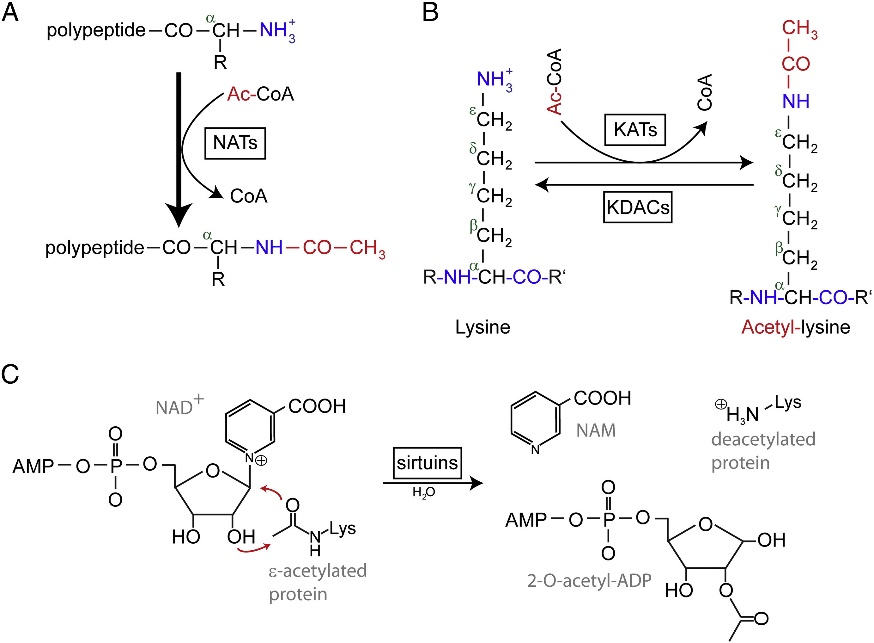 A
polypeptide–CO–CH–NH3+
α
R
Ac-CoA
NATs
CoA
polypeptide–CO–CH–NH–CO–CH3
α
R
B
NH3+
ε CH2
δ CH2
γ CH2
β CH2
α
R-NH-CH-CO-R‘
Lysine
Ac-CoA
KATs
CoA
KDACs
CH3
CO
NH
ε CH2
δ CH2
γ CH2
β CH2
α
R-NH-CH-CO-R‘
Acetyl-lysine
C
NAD+
COOH
N⊕
AMP–O–P–O
O
O
O
HO
OH
O
N
H
Lys
ε-acetylated
protein
sirtuins
H2O
COOH
N
NAM
⊕H3N–Lys
deacetylated
protein
AMP–O–P–O
O
O
O
OH
HO
O
O
2-O-acetyl-ADP